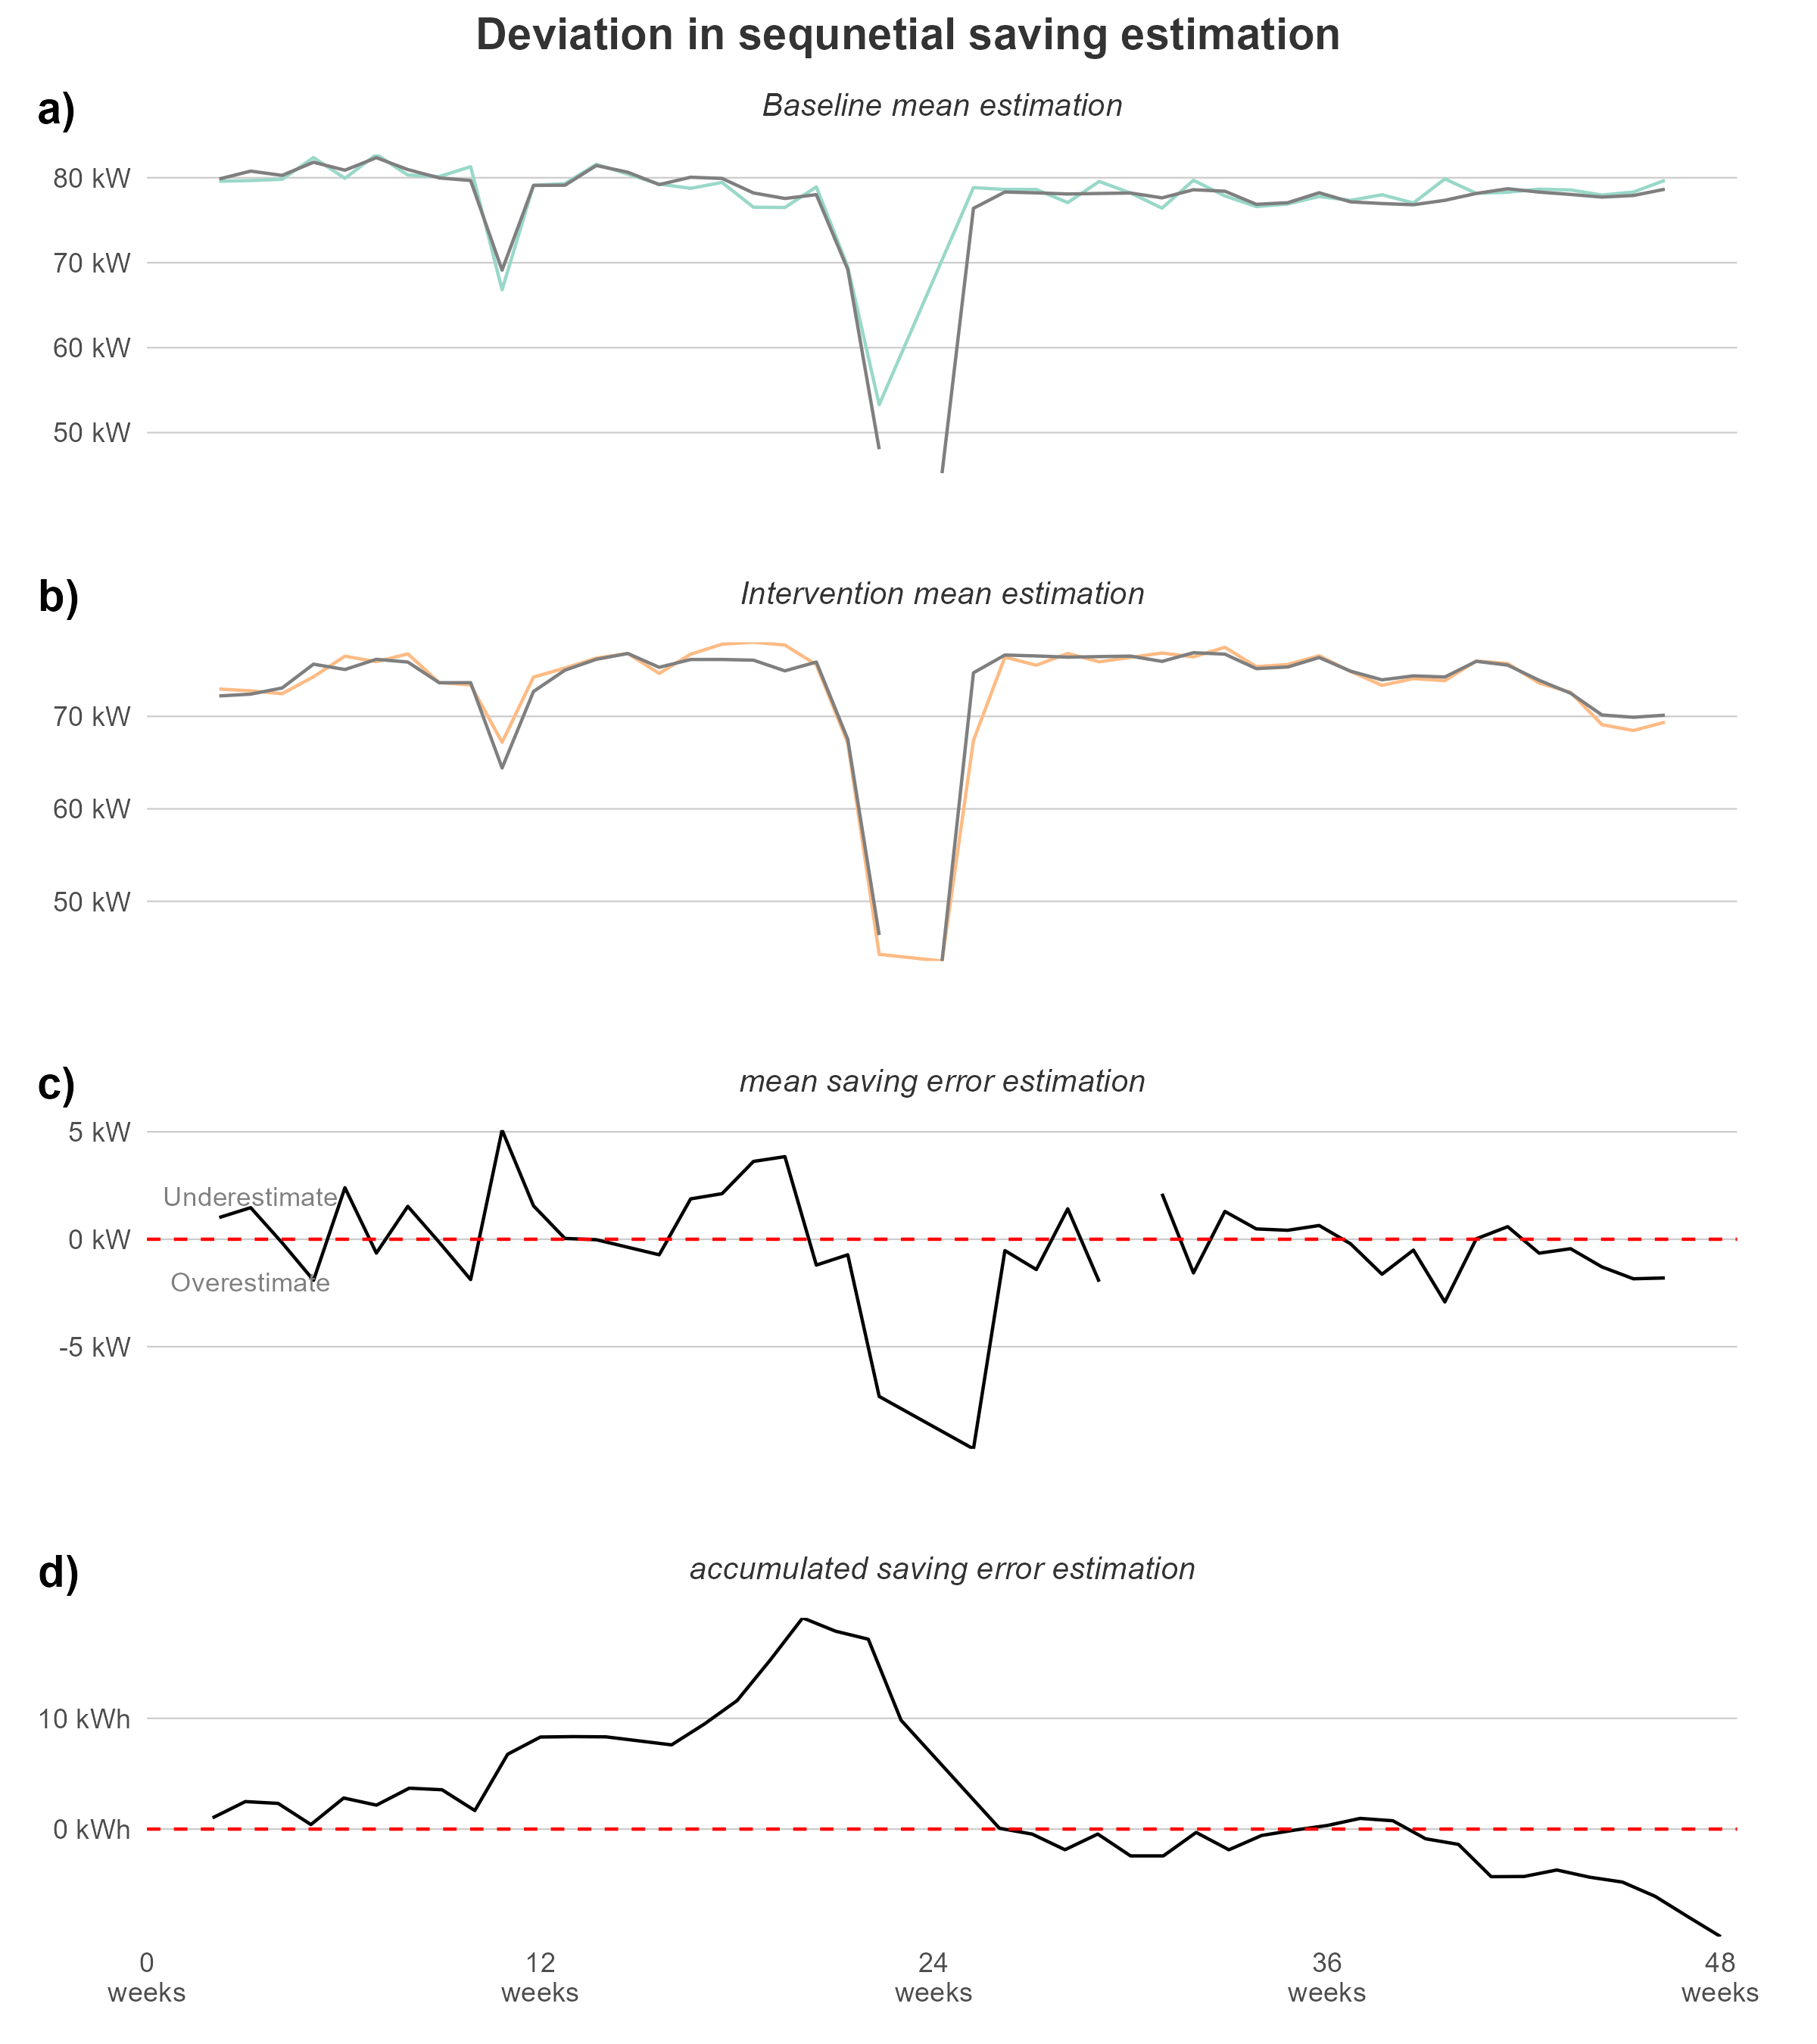 Deviation in sequnetial saving estimation
a)
Baseline mean estimation
80 kW
70 kW
60 kW
50 kW
b)
Intervention mean estimation
70 kW
60 kW
50 kW
c)
mean saving error estimation
5 kW
Underestimate
0 kW
Overestimate
-5 kW
d)
accumulated saving error estimation
10 kWh
0 kWh
0 12 24 36 48
weeks weeks weeks weeks weeks